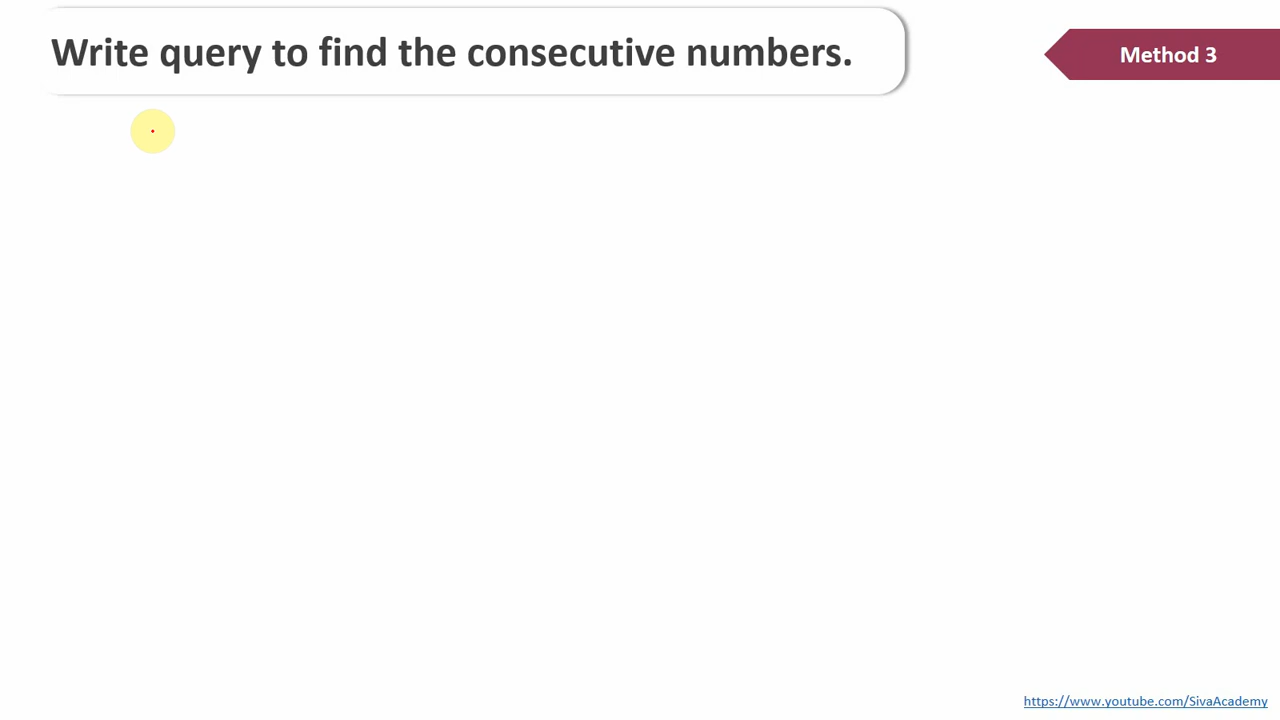 Write query to find the consecutive numbers.
Method 3
https://www.youtube.com/SivaAcademy